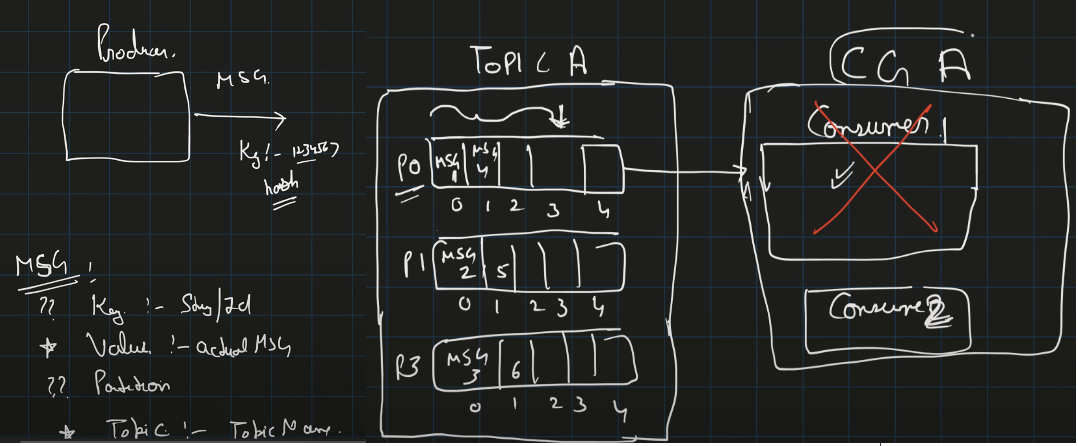 Producer.
MSG.
Key :- 1234567
hash
MSG :
?? Key :- String/Id
* Value :- actual MSG
?? Partition
* Topic :- TopicName.
TOPIC A
P0 MSG 1 MSG 4
0 1 2 3 4
P1 MSG 2 5
0 1 2 3 4
P3 MSG 3 6
0 1 2 3 4
CG A
Consumer 1
Consumer 2